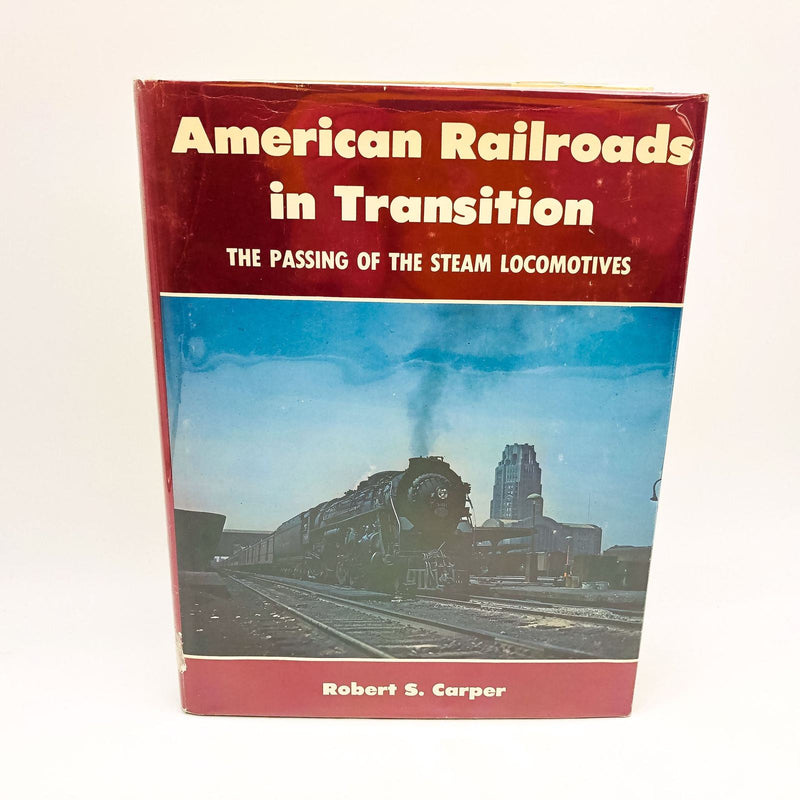 American Railroads
in Transition
THE PASSING OF THE STEAM LOCOMOTIVES
Robert S. Carper